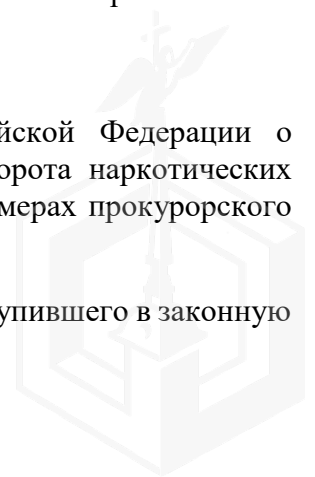 йской Федерации о
орота наркотических
мерах прокурорского
упившего в законную